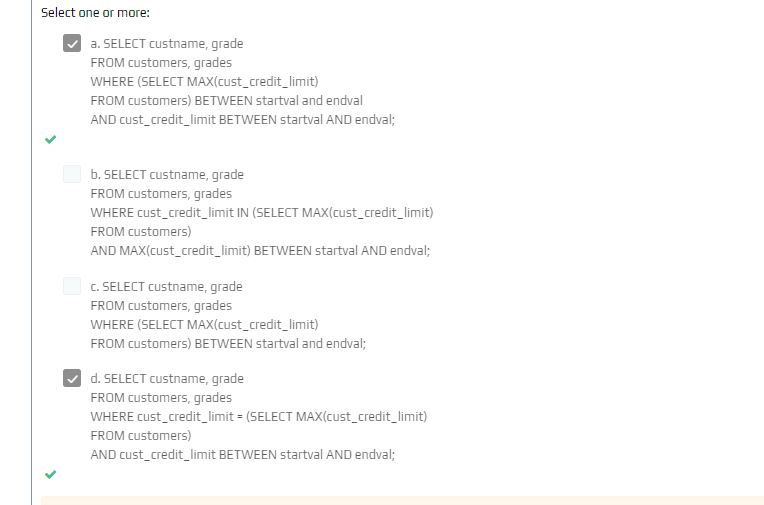 Select one or more:
a. SELECT custname, grade
FROM customers, grades
WHERE (SELECT MAX(cust_credit_limit)
FROM customers) BETWEEN startval and endval
AND cust_credit_limit BETWEEN startval AND endval;
b. SELECT custname, grade
FROM customers, grades
WHERE cust_credit_limit IN (SELECT MAX(cust_credit_limit)
FROM customers)
AND MAX(cust_credit_limit) BETWEEN startval AND endval;
c. SELECT custname, grade
FROM customers, grades
WHERE (SELECT MAX(cust_credit_limit)
FROM customers) BETWEEN startval and endval;
d. SELECT custname, grade
FROM customers, grades
WHERE cust_credit_limit = (SELECT MAX(cust_credit_limit)
FROM customers)
AND cust_credit_limit BETWEEN startval AND endval;